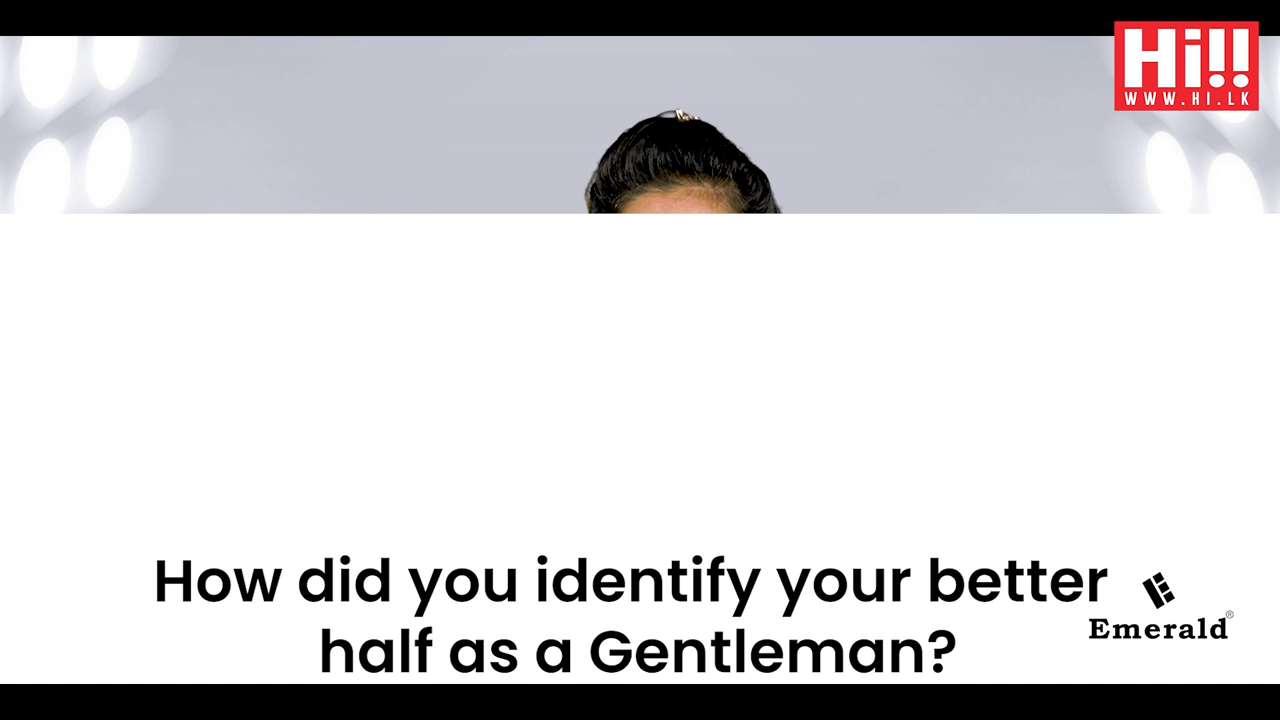 Hi!!
WWW.HI.LK
How did you identify your better
half as a Gentleman?
Emerald®